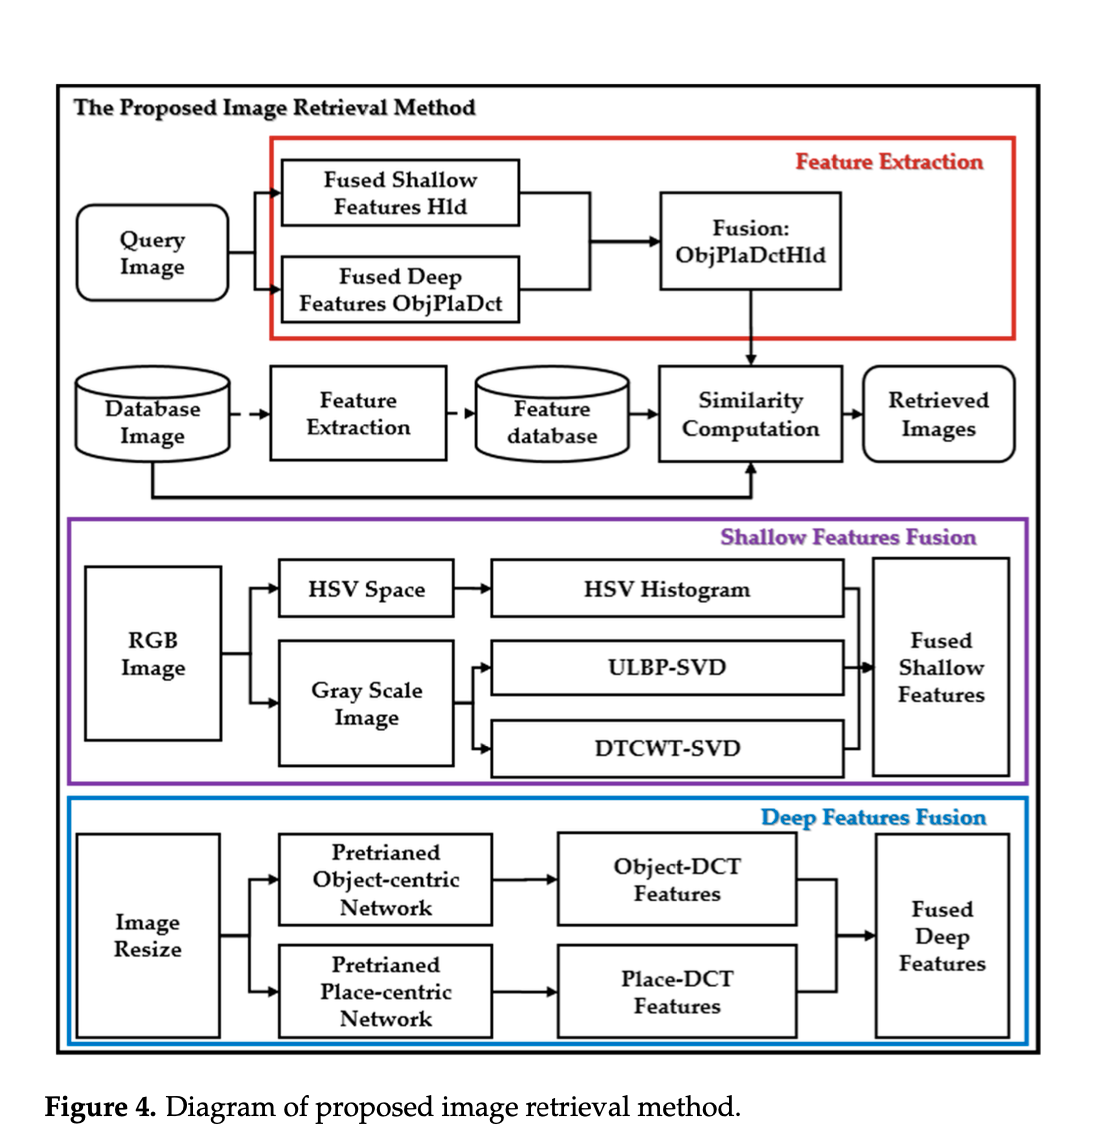 The Proposed Image Retrieval Method
Feature Extraction
Fused Shallow
Features Hld
Query
Image
Fused Deep
Features ObjPlaDct
Fusion:
ObjPlaDctHld
Database
Image
Feature
Extraction
Feature
database
Similarity
Computation
Retrieved
Images
Shallow Features Fusion
RGB
Image
HSV Space
HSV Histogram
Gray Scale
Image
ULBP-SVD
DTCWT-SVD
Fused
Shallow
Features
Deep Features Fusion
Image
Resize
Pretrianed
Object-centric
Network
Object-DCT
Features
Pretrianed
Place-centric
Network
Place-DCT
Features
Fused
Deep
Features
Figure 4. Diagram of proposed image retrieval method.